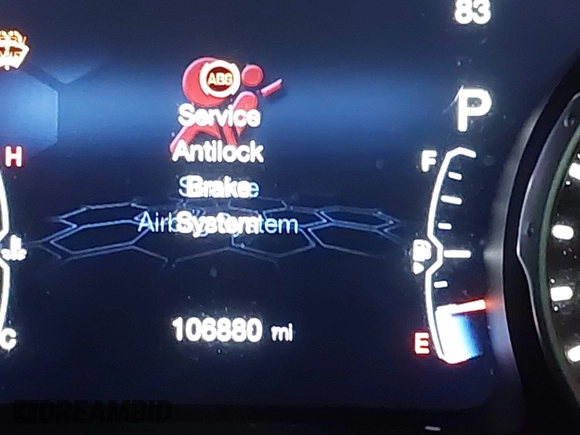 83
ABS
P
Service
Antilock
Brake
System
H
F
106880 mi
C
E
DREAMBID